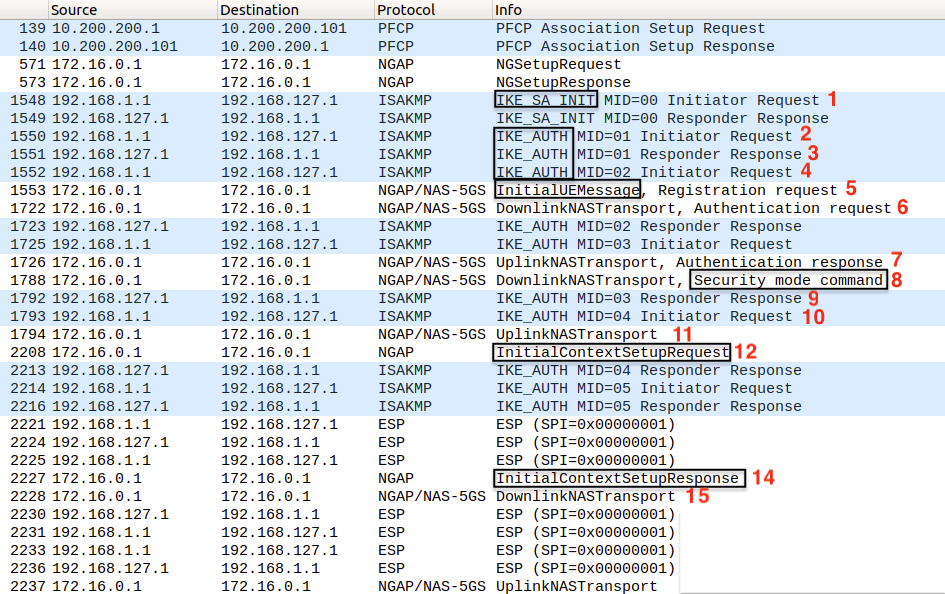 Source Destination Protocol Info
139 10.200.200.1 10.200.200.101 PFCP PFCP Association Setup Request
140 10.200.200.101 10.200.200.1 PFCP PFCP Association Setup Response
571 172.16.0.1 172.16.0.1 NGAP NGSetupRequest
573 172.16.0.1 172.16.0.1 NGAP NGSetupResponse
1548 192.168.1.1 192.168.127.1 ISAKMP IKE_SA_INIT MID=00 Initiator Request 1
1549 192.168.127.1 192.168.1.1 ISAKMP IKE_SA_INIT MID=00 Responder Response
1550 192.168.1.1 192.168.127.1 ISAKMP IKE_AUTH MID=01 Initiator Request 2
1551 192.168.127.1 192.168.1.1 ISAKMP IKE_AUTH MID=01 Responder Response 3
1552 192.168.1.1 192.168.127.1 ISAKMP IKE_AUTH MID=02 Initiator Request 4
1553 172.16.0.1 172.16.0.1 NGAP/NAS-5GS InitialUEMessage, Registration request 5
1722 172.16.0.1 172.16.0.1 NGAP/NAS-5GS DownlinkNASTransport, Authentication request 6
1723 192.168.127.1 192.168.1.1 ISAKMP IKE_AUTH MID=02 Responder Response
1725 192.168.1.1 192.168.127.1 ISAKMP IKE_AUTH MID=03 Initiator Request
1726 172.16.0.1 172.16.0.1 NGAP/NAS-5GS UplinkNASTransport, Authentication response 7
1788 172.16.0.1 172.16.0.1 NGAP/NAS-5GS DownlinkNASTransport, Security mode command 8
1792 192.168.127.1 192.168.1.1 ISAKMP IKE_AUTH MID=03 Responder Response 9
1793 192.168.1.1 192.168.127.1 ISAKMP IKE_AUTH MID=04 Initiator Request 10
1794 172.16.0.1 172.16.0.1 NGAP/NAS-5GS UplinkNASTransport 11
2208 172.16.0.1 172.16.0.1 NGAP InitialContextSetupRequest 12
2213 192.168.127.1 192.168.1.1 ISAKMP IKE_AUTH MID=04 Responder Response
2214 192.168.1.1 192.168.127.1 ISAKMP IKE_AUTH MID=05 Initiator Request
2216 192.168.127.1 192.168.1.1 ISAKMP IKE_AUTH MID=05 Responder Response
2221 192.168.1.1 192.168.127.1 ESP ESP (SPI=0x00000001)
2224 192.168.127.1 192.168.1.1 ESP ESP (SPI=0x00000001)
2225 192.168.1.1 192.168.127.1 ESP ESP (SPI=0x00000001)
2227 172.16.0.1 172.16.0.1 NGAP InitialContextSetupResponse 14
2228 172.16.0.1 172.16.0.1 NGAP/NAS-5GS DownlinkNASTransport 15
2230 192.168.127.1 192.168.1.1 ESP ESP (SPI=0x00000001)
2231 192.168.1.1 192.168.127.1 ESP ESP (SPI=0x00000001)
2233 192.168.1.1 192.168.127.1 ESP ESP (SPI=0x00000001)
2236 192.168.127.1 192.168.1.1 ESP ESP (SPI=0x00000001)
2237 172.16.0.1 172.16.0.1 NGAP/NAS-5GS UplinkNASTransport